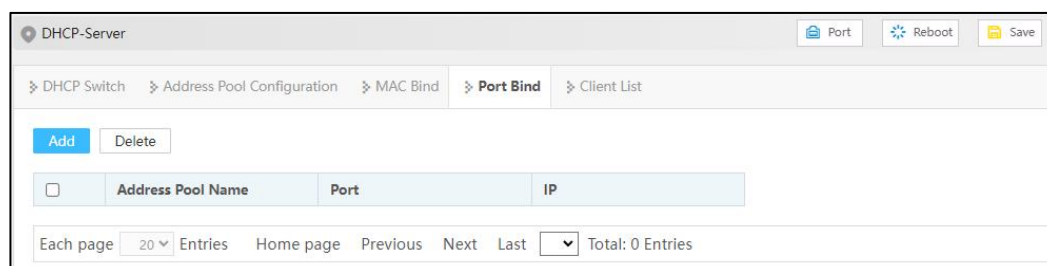 DHCP-Server Port Reboot Save
DHCP Switch Address Pool Configuration MAC Bind Port Bind Client List
Add Delete
Address Pool Name Port IP
Each page 20 Entries Home page Previous Next Last Total: 0 Entries